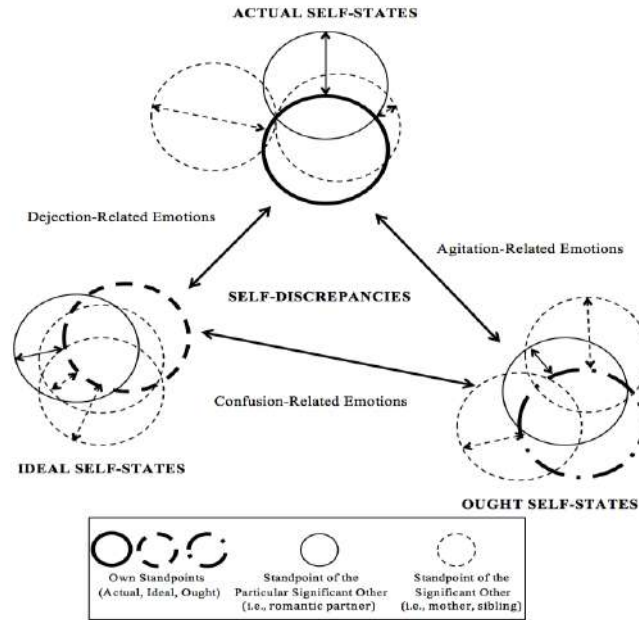 ACTUAL SELF-STATES
Dejection-Related Emotions
Agitation-Related Emotions
SELF-DISCREPANCIES
Confusion-Related Emotions
IDEAL SELF-STATES
OUGHT SELF-STATES
Own Standpoints
(Actual, Ideal, Ought)
Standpoint of the
Particular Significant Other
(i.e., romantic partner)
Standpoint of the
Significant Other
(i.e., mother, sibling)